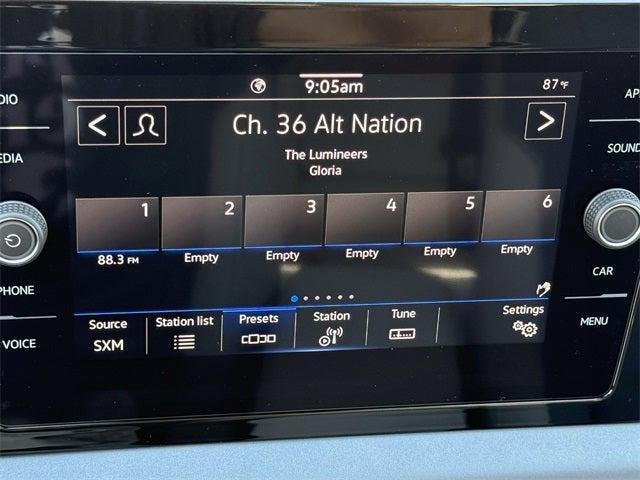 9:05am
87°F
Ch. 36 Alt Nation
The Lumineers
Gloria
1 2 3 4 5 6
88.3 FM Empty Empty Empty Empty Empty
Source Station list Presets Station Tune Settings
SXM
DIO
EDIA
PHONE
VOICE
AP
SOUND
CAR
MENU